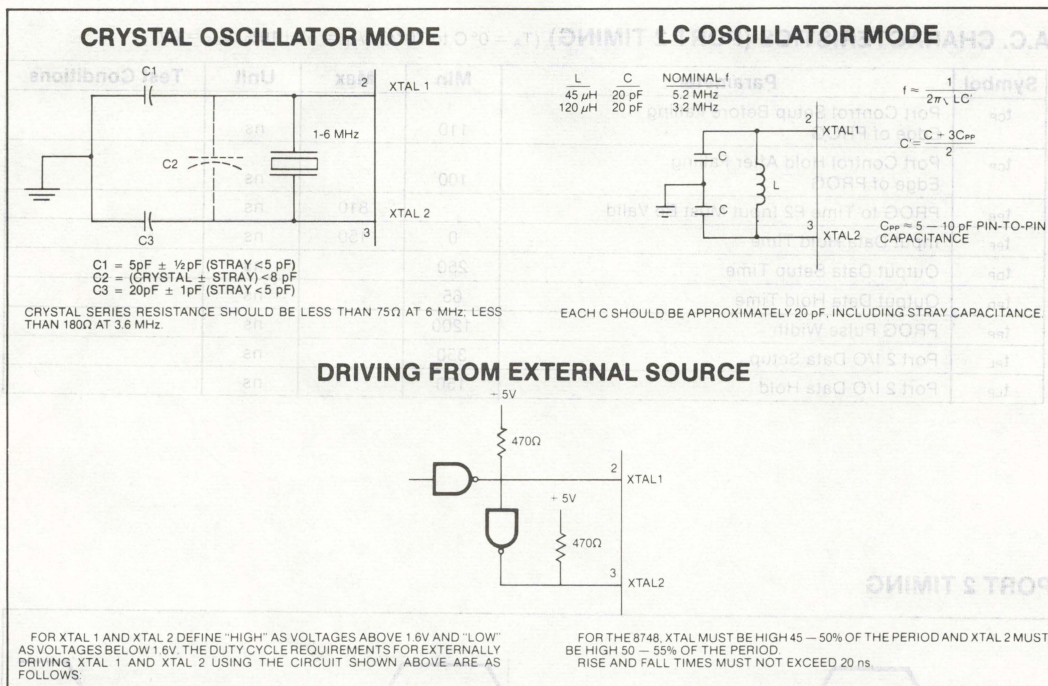 CRYSTAL OSCILLATOR MODE
C1
2
XTAL 1
1-6 MHz
C2
XTAL 2
3
C3
C1 = 5pF ± ½pF (STRAY <5 pF)
C2 = (CRYSTAL ± STRAY) <8 pF
C3 = 20pF ± 1pF (STRAY <5 pF)
CRYSTAL SERIES RESISTANCE SHOULD BE LESS THAN 75Ω AT 6 MHz; LESS
THAN 180Ω AT 3.6 MHz.
LC OSCILLATOR MODE
L C NOMINAL f
45 µH 20 pF 5.2 MHz
120 µH 20 pF 3.2 MHz
f ≈ 1
2π√LC'
C' = C + 3CPP
2
2
XTAL1
C
L
C
3
XTAL2
CPP ≈ 5 — 10 pF PIN-TO-PIN
CAPACITANCE
EACH C SHOULD BE APPROXIMATELY 20 pF, INCLUDING STRAY CAPACITANCE.
DRIVING FROM EXTERNAL SOURCE
+ 5V
470Ω
2
XTAL1
+ 5V
470Ω
3
XTAL2
FOR XTAL 1 AND XTAL 2 DEFINE "HIGH" AS VOLTAGES ABOVE 1.6V AND "LOW"
AS VOLTAGES BELOW 1.6V. THE DUTY CYCLE REQUIREMENTS FOR EXTERNALLY
DRIVING XTAL 1 AND XTAL 2 USING THE CIRCUIT SHOWN ABOVE ARE AS
FOLLOWS:
FOR THE 8748, XTAL MUST BE HIGH 45 — 50% OF THE PERIOD AND XTAL 2 MUST
BE HIGH 50 — 55% OF THE PERIOD.
RISE AND FALL TIMES MUST NOT EXCEED 20 ns.